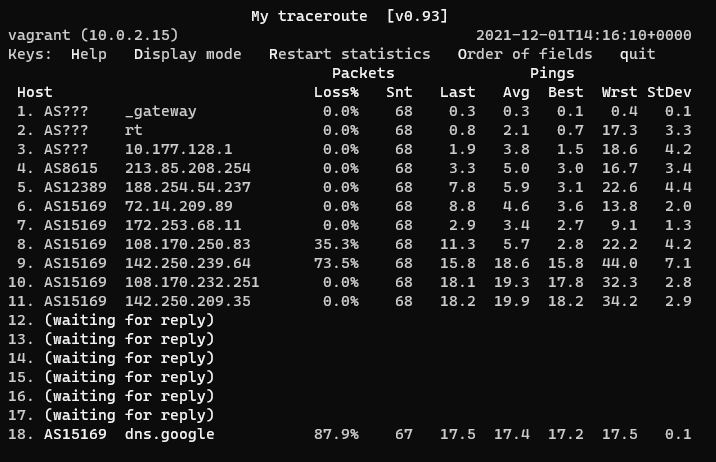 My traceroute [v0.93]
vagrant (10.0.2.15) 2021-12-01T14:16:10+0000
Keys: Help Display mode Restart statistics Order of fields quit
Packets Pings
Host Loss% Snt Last Avg Best Wrst StDev
1. AS??? _gateway 0.0% 68 0.3 0.3 0.1 0.4 0.1
2. AS??? rt 0.0% 68 0.8 2.1 0.7 17.3 3.3
3. AS??? 10.177.128.1 0.0% 68 1.9 3.8 1.5 18.6 4.2
4. AS8615 213.85.208.254 0.0% 68 3.3 5.0 3.0 16.7 3.4
5. AS12389 188.254.54.237 0.0% 68 7.8 5.9 3.1 22.6 4.4
6. AS15169 72.14.209.89 0.0% 68 8.8 4.6 3.6 13.8 2.0
7. AS15169 172.253.68.11 0.0% 68 2.9 3.4 2.7 9.1 1.3
8. AS15169 108.170.250.83 35.3% 68 11.3 5.7 2.8 22.2 4.2
9. AS15169 142.250.239.64 73.5% 68 15.8 18.6 15.8 44.0 7.1
10. AS15169 108.170.232.251 0.0% 68 18.1 19.3 17.8 32.3 2.8
11. AS15169 142.250.209.35 0.0% 68 18.2 19.9 18.2 34.2 2.9
12. (waiting for reply)
13. (waiting for reply)
14. (waiting for reply)
15. (waiting for reply)
16. (waiting for reply)
17. (waiting for reply)
18. AS15169 dns.google 87.9% 67 17.5 17.4 17.2 17.5 0.1